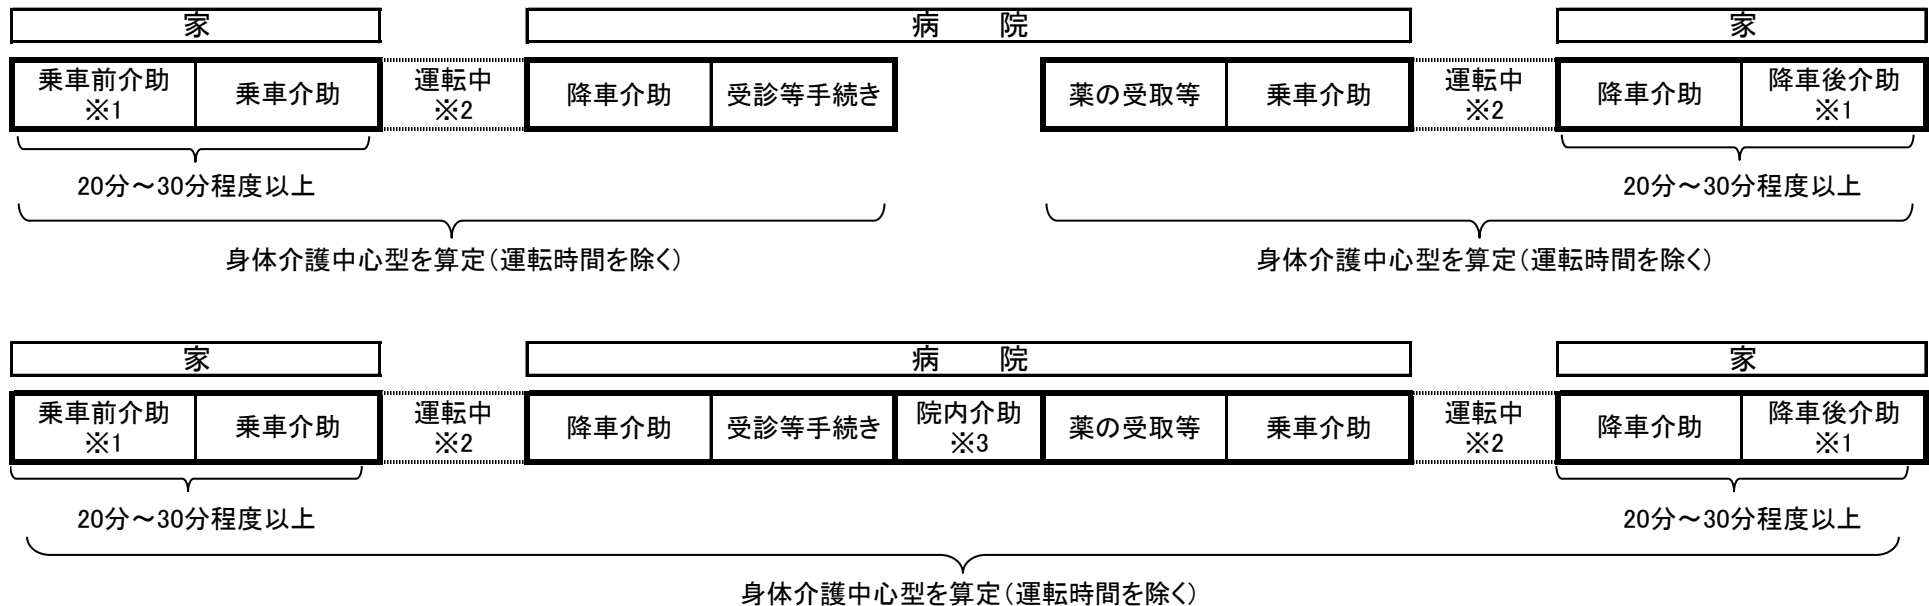 家 病　　院 家
乗車前介助 ※1 乗車介助 運転中 ※2 降車介助 受診等手続き 薬の受取等 乗車介助 運転中 ※2 降車介助 降車後介助 ※1
20分～30分程度以上 20分～30分程度以上
身体介護中心型を算定（運転時間を除く） 身体介護中心型を算定（運転時間を除く）
家 病　　院 家
乗車前介助 ※1 乗車介助 運転中 ※2 降車介助 受診等手続き 院内介助 ※3 薬の受取等 乗車介助 運転中 ※2 降車介助 降車後介助 ※1
20分～30分程度以上 20分～30分程度以上
身体介護中心型を算定（運転時間を除く）